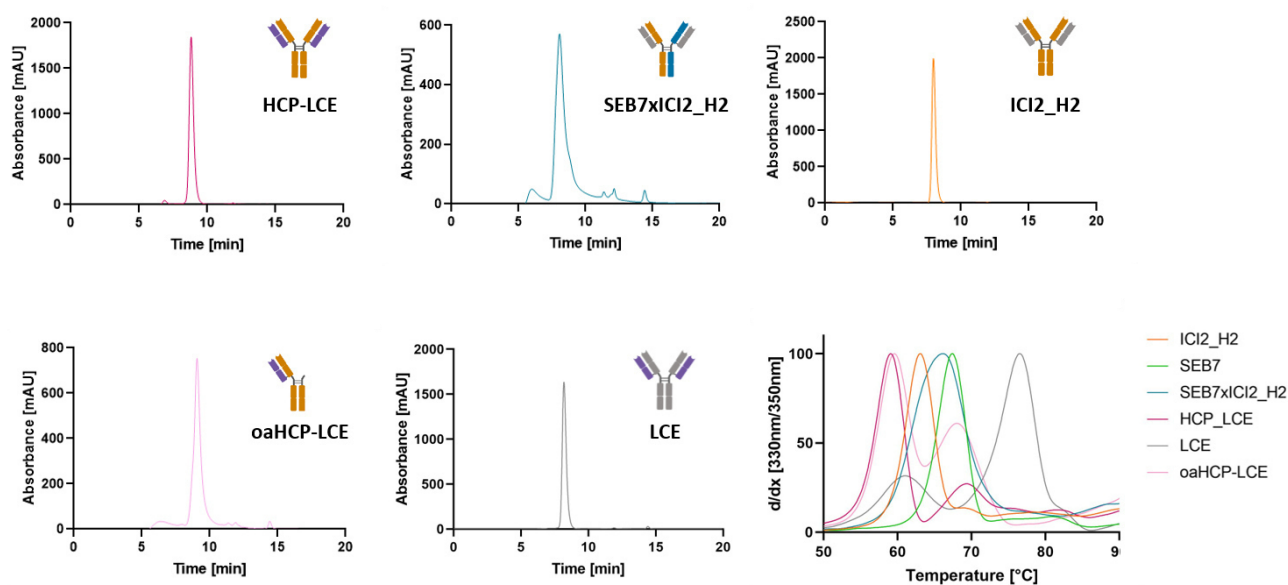 2000
1500
1000
500
0
Absorbance [mAU]
0 5 10 15 20
Time [min]
HCP-LCE
600
400
200
0
Absorbance [mAU]
0 5 10 15 20
Time [min]
SEB7xICI2_H2
2500
2000
1500
1000
500
0
Absorbance [mAU]
0 5 10 15 20
Time [min]
ICI2_H2
800
600
400
200
0
Absorbance [mAU]
0 5 10 15 20
Time [min]
oaHCP-LCE
2000
1500
1000
500
0
Absorbance [mAU]
0 5 10 15 20
Time [min]
LCE
100
50
0
d/dx [330nm/350nm]
50 60 70 80 90
Temperature [°C]
ICI2_H2
SEB7
SEB7xICI2_H2
HCP_LCE
LCE
oaHCP-LCE